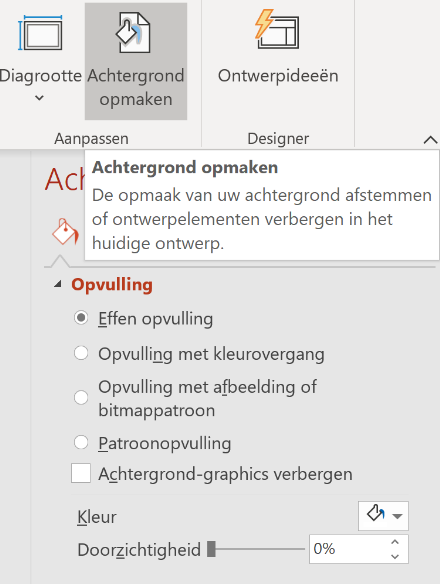 Diagrootte
Achtergrond
opmaken
Ontwerpideeën
Aanpassen
Designer
Achtergrond opmaken
De opmaak van uw achtergrond afstemmen
of ontwerpelementen verbergen in het
huidige ontwerp.
Opvulling
Effen opvulling
Opvulling met kleurovergang
Opvulling met afbeelding of
bitmappatroon
Patroonopvulling
Achtergrond-graphics verbergen
Kleur
Doorzichtigheid 0%